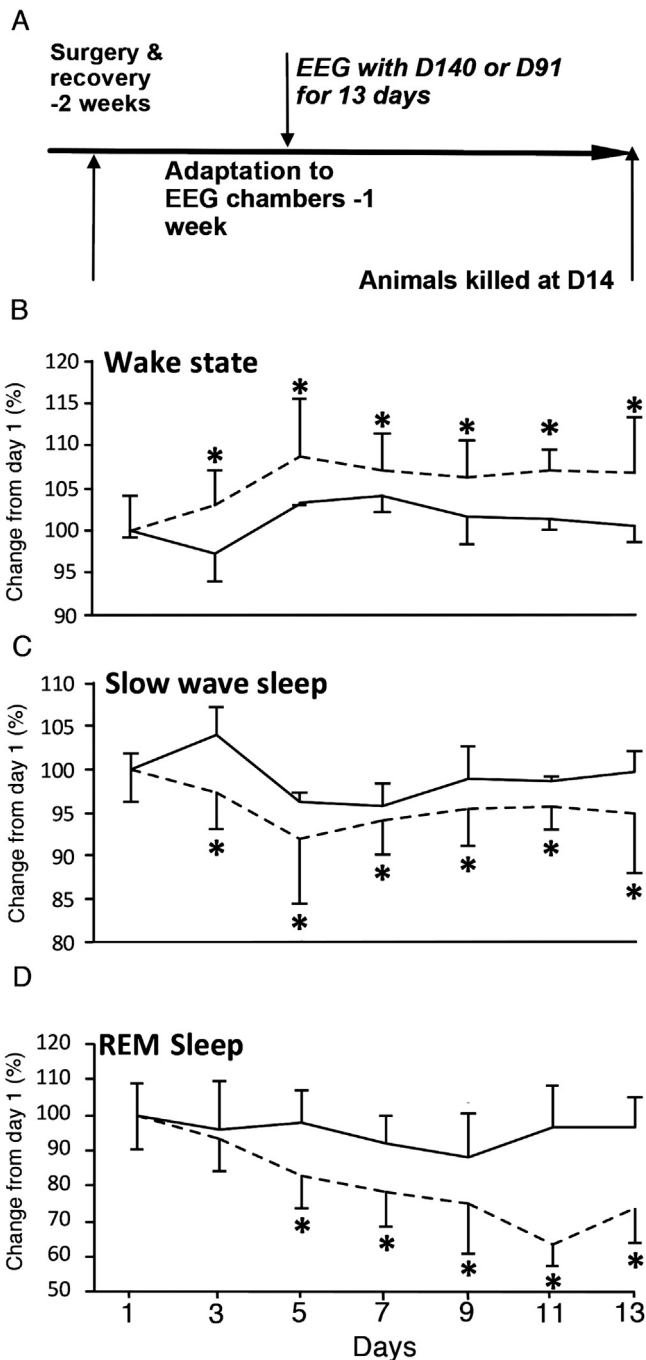 A
Surgery &
recovery
-2 weeks
EEG with D140 or D91
for 13 days
Adaptation to
EEG chambers -1
week
Animals killed at D14
B
Wake state
Change from day 1 (%)
120
115
110
105
100
95
90
* * * * * *
C
Slow wave sleep
Change from day 1 (%)
110
105
100
95
90
85
80
* * * * * *
D
REM Sleep
Change from day 1 (%)
120
110
100
90
80
70
60
50
* * * * *
1 3 5 7 9 11 13
Days